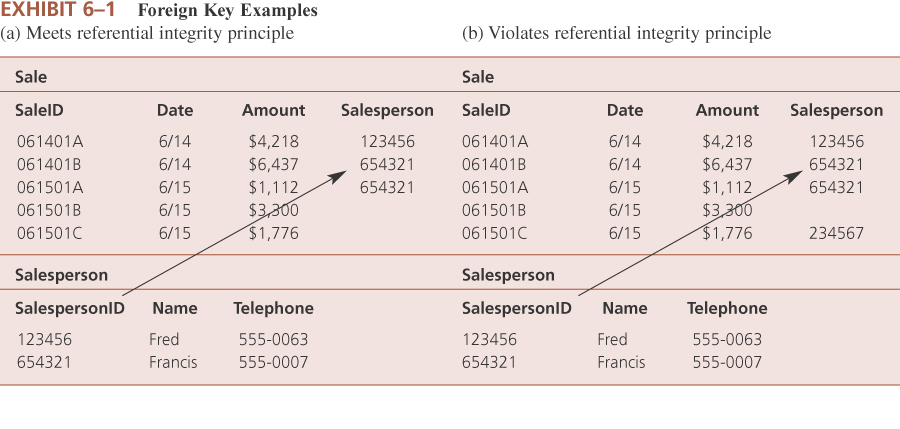 EXHIBIT 6–1 Foreign Key Examples
(a) Meets referential integrity principle
Sale
SaleID Date Amount Salesperson
061401A 6/14 $4,218 123456
061401B 6/14 $6,437 654321
061501A 6/15 $1,112 654321
061501B 6/15 $3,300
061501C 6/15 $1,776
Salesperson
SalespersonID Name Telephone
123456 Fred 555-0063
654321 Francis 555-0007
(b) Violates referential integrity principle
Sale
SaleID Date Amount Salesperson
061401A 6/14 $4,218 123456
061401B 6/14 $6,437 654321
061501A 6/15 $1,112 654321
061501B 6/15 $3,300
061501C 6/15 $1,776 234567
Salesperson
SalespersonID Name Telephone
123456 Fred 555-0063
654321 Francis 555-0007